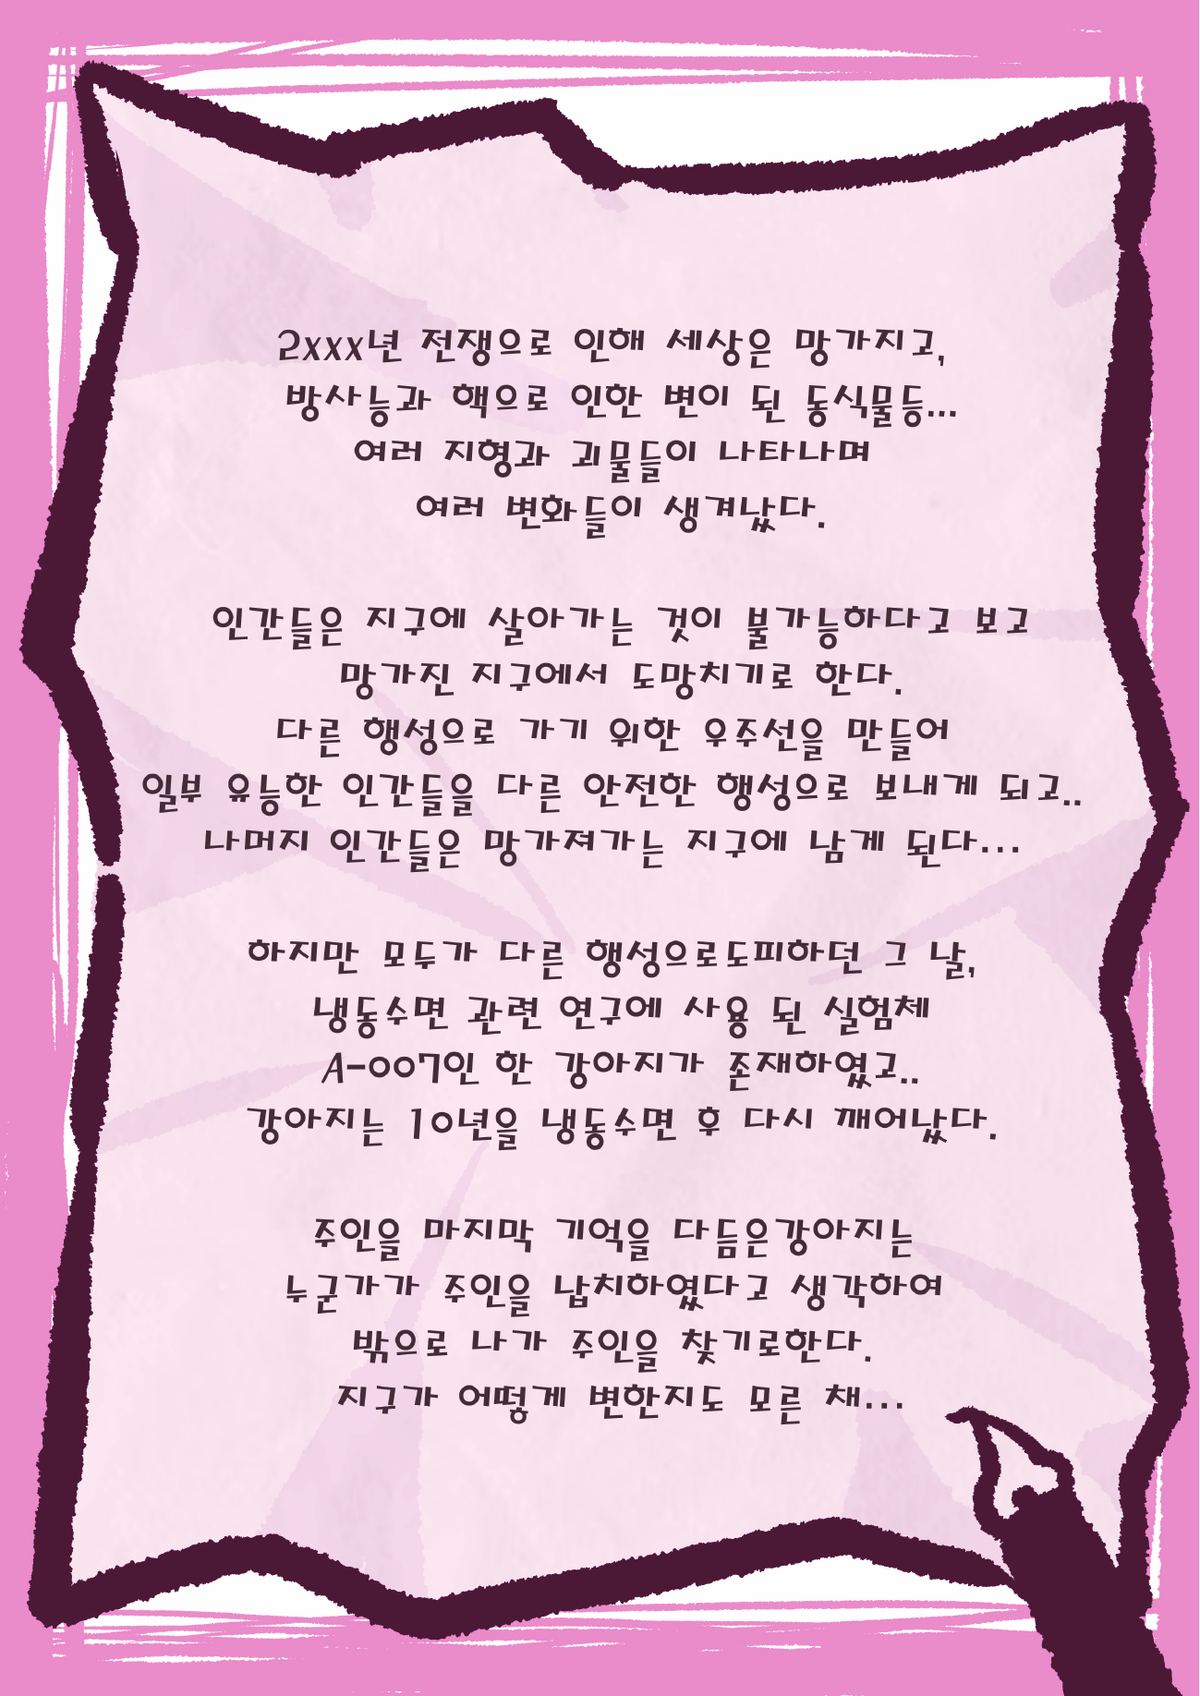 2xxx년 전쟁으로 인해 세상은 망가지고,
방사능과 핵으로 인한 변이 된 동식물등...
여러 지형과 괴물들이 나타나며
여러 변화들이 생겨났다.
인간들은 지구에 살아가는 것이 불가능하다고 보고
망가진 지구에서 도망치기로 한다.
다른 행성으로 가기 위한 우주선을 만들어
일부 유능한 인간들을 다른 안전한 행성으로 보내게 되고..
나머지 인간들은 망가져가는 지구에 남게 된다...
하지만 모두가 다른 행성으로도피하던 그 날,
냉동수면 관련 연구에 사용 된 실험체
A-007인 한 강아지가 존재하였고..
강아지는 10년을 냉동수면 후 다시 깨어났다.
주인을 마지막 기억을 다듬은강아지는
누군가가 주인을 납치하였다고 생각하여
밖으로 나가 주인을 찾기로한다.
지구가 어떻게 변한지도 모른 채...